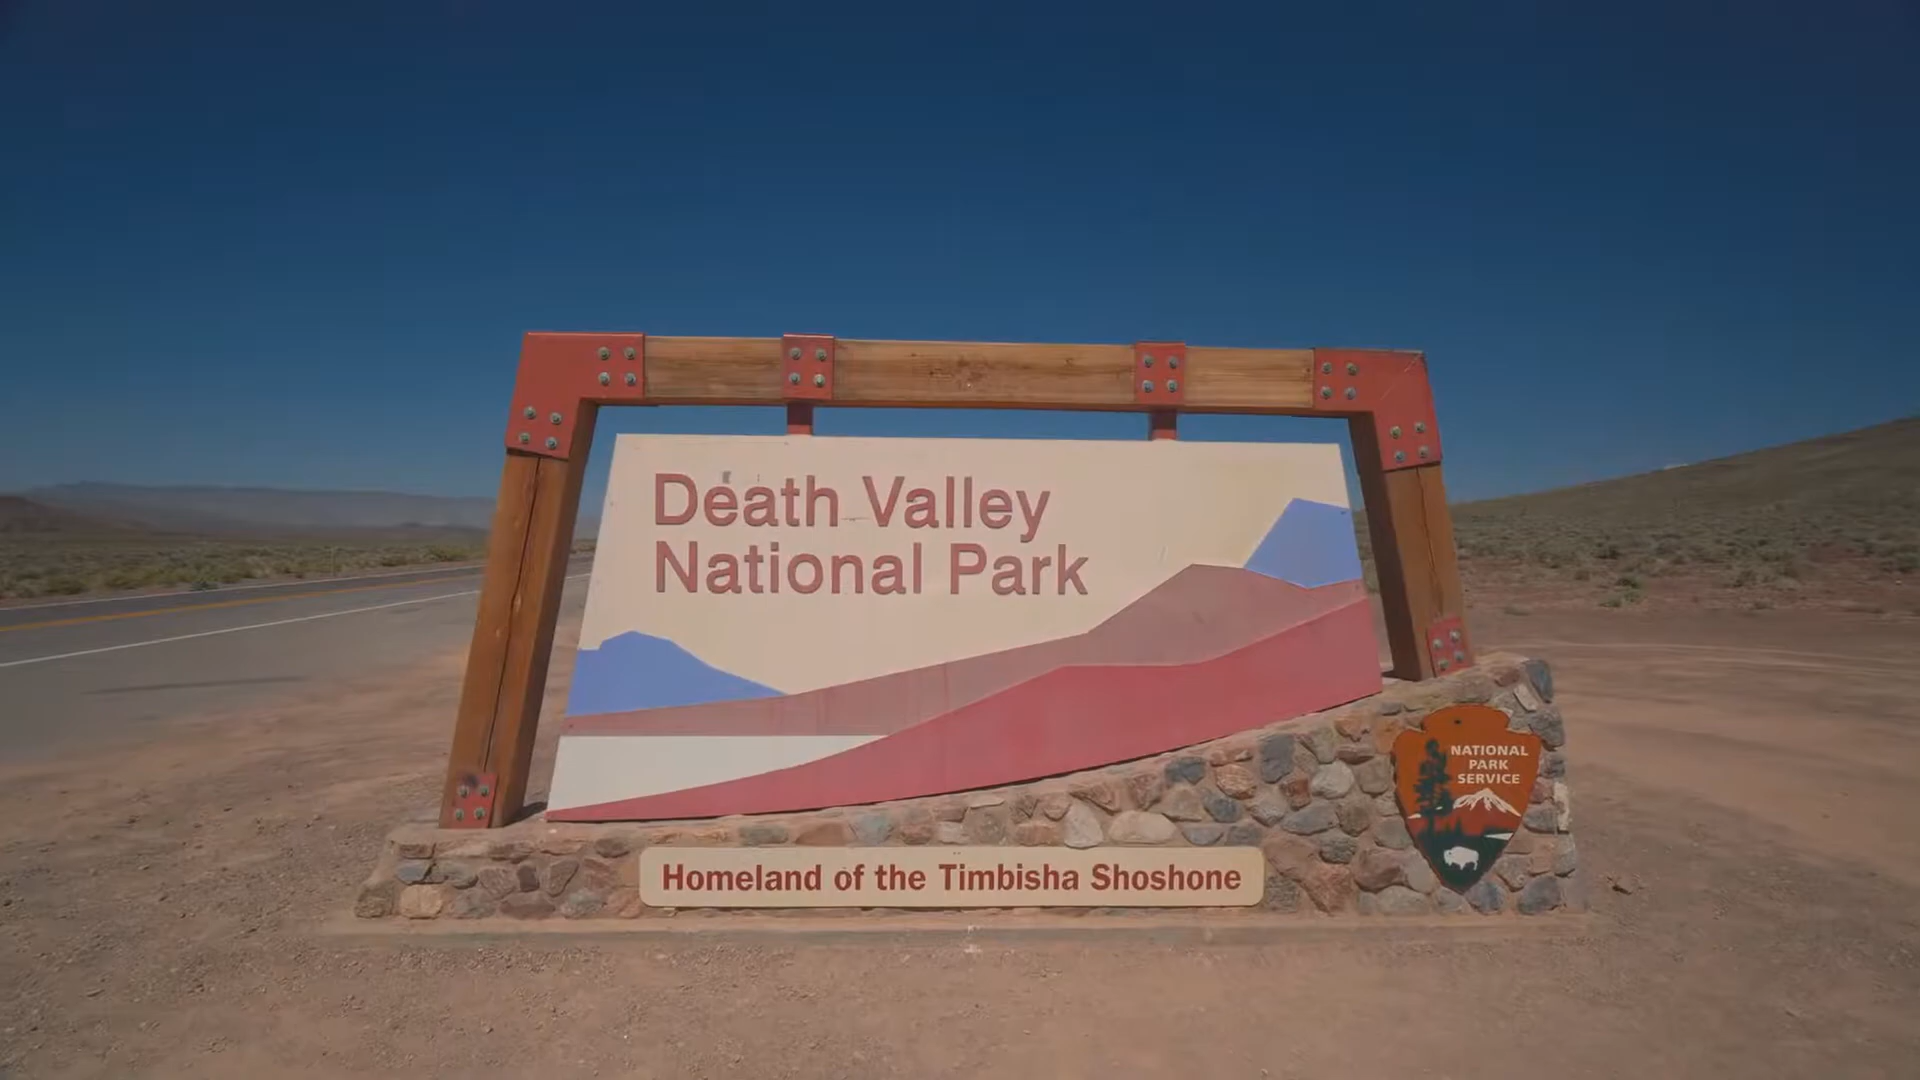 Death Valley
National Park
NATIONAL
PARK
SERVICE
Homeland of the Timbisha Shoshone